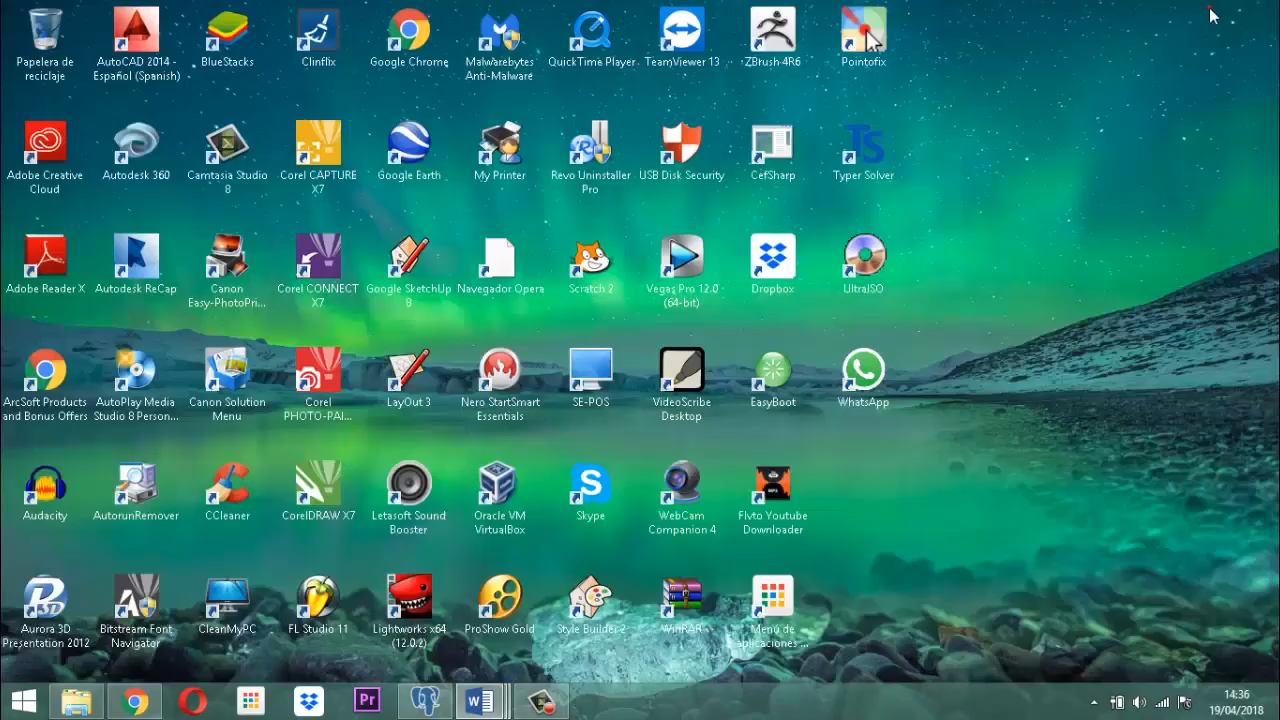 Papelera de
reciclaje
AutoCAD 2014 -
Español (Spanish)
BlueStacks
Clinflix
Google Chrome
Malwarebytes
Anti-Malware
QuickTime Player
TeamViewer 13
ZBrush 4R6
Pointofix
Adobe Creative
Cloud
Autodesk 360
Camtasia Studio
8
Corel CAPTURE
X7
Google Earth
My Printer
Revo Uninstaller
Pro
USB Disk Security
CefSharp
Ts
Typer Solver
Adobe Reader X
Autodesk ReCap
Canon
Easy-PhotoPri...
Corel CONNECT
X7
Google SketchUp
8
Navegador Opera
Scratch 2
Vegas Pro 12.0
(64-bit)
Dropbox
UltraISO
ArcSoft Products
and Bonus Offers
AutoPlay Media
Studio 8 Person...
Canon Solution
Menu
Corel
PHOTO-PAI...
LayOut 3
Nero StartSmart
Essentials
SE-POS
VideoScribe
Desktop
EasyBoot
WhatsApp
Audacity
AutorunRemover
CCleaner
CorelDRAW X7
Letasoft Sound
Booster
Oracle VM
VirtualBox
Skype
WebCam
Companion 4
Flvto Youtube
Downloader
Aurora 3D
Presentation 2012
Bitstream Font
Navigator
CleanMyPC
FL Studio 11
Lightworks x64
(12.0.2)
ProShow Gold
Style Builder 2
WinRAR
Menú de
aplicaciones ...
Pr
14:36
19/04/2018